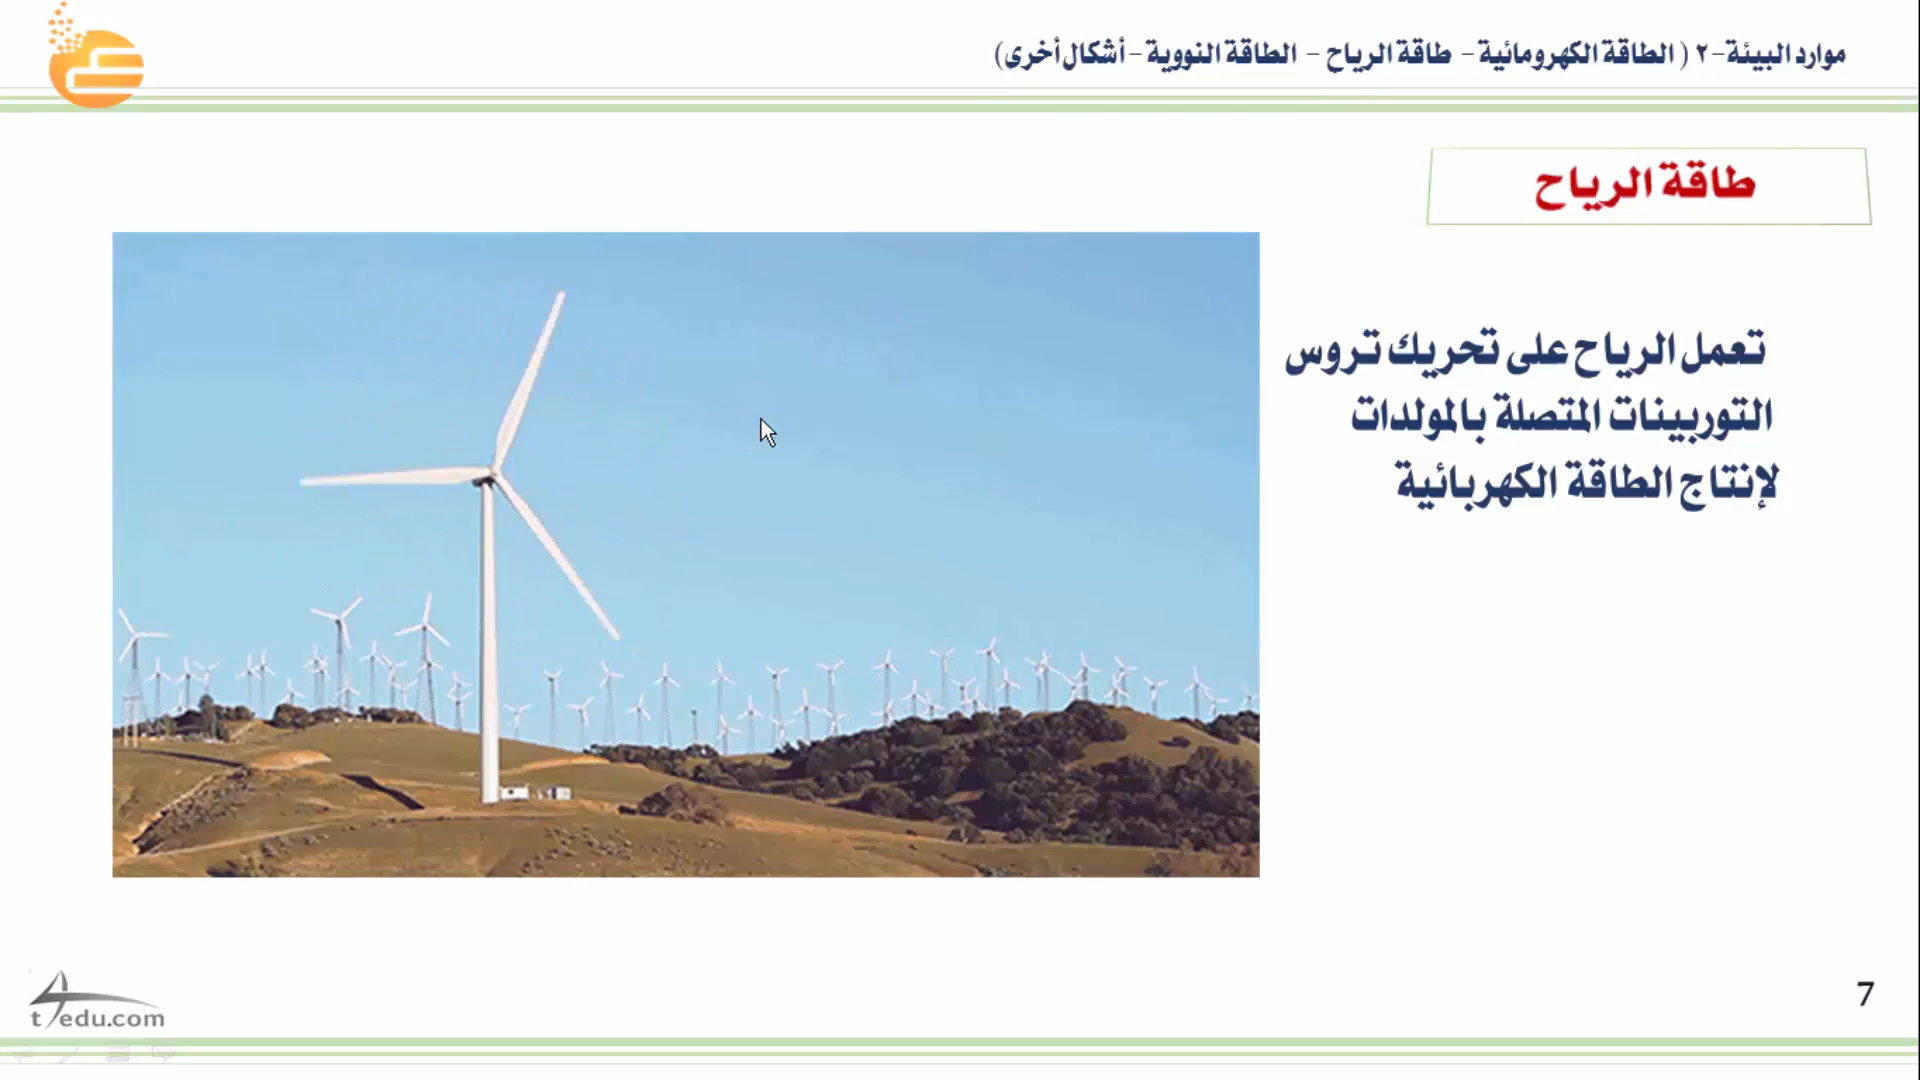 موارد البيئة-٢ ( الطاقة الكهرومائية - طاقة الرياح - الطاقة النووية - أشكال أخرى)
طاقة الرياح
تعمل الرياح على تحريك تروس
التوربينات المتصلة بالمولدات
لإنتاج الطاقة الكهربائية
t4edu.com
7